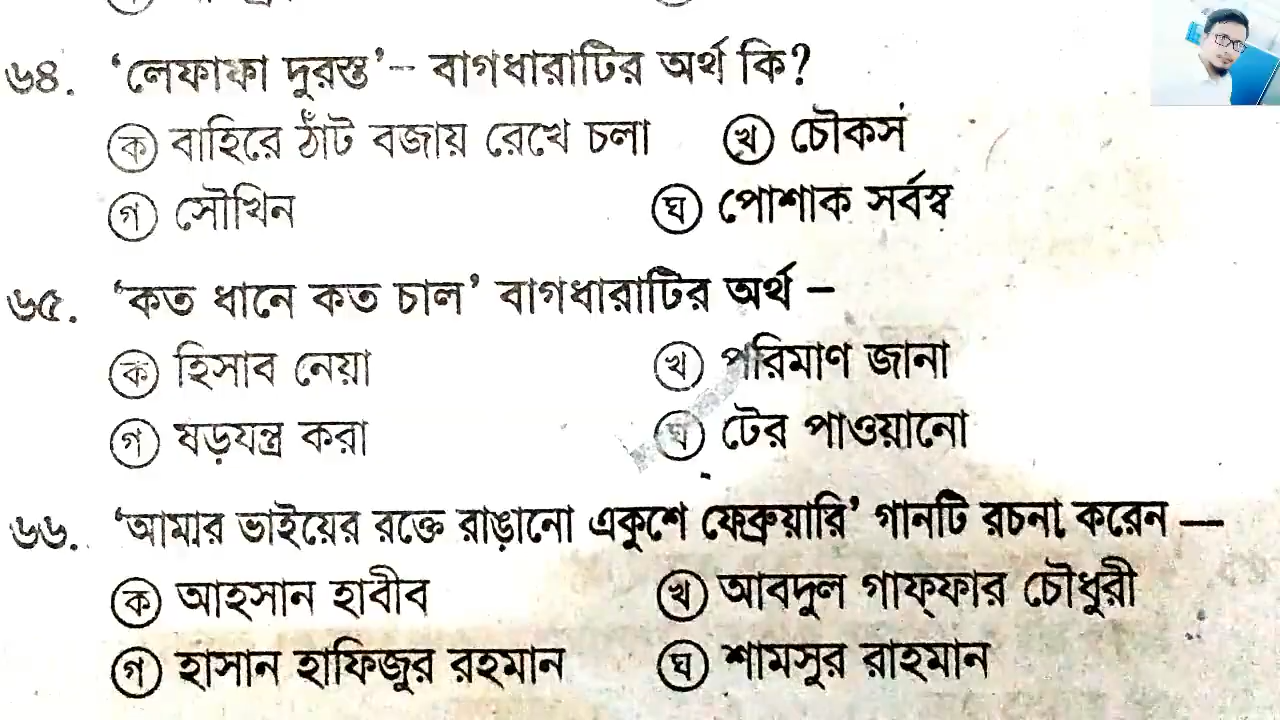 ৬৪. ‘লেফাফা দুরস্ত’– বাগধারাটির অর্থ কি?
ক বাহিরে ঠাঁট বজায় রেখে চলা খ চৌকস
গ সৌখিন ঘ পোশাক সর্বস্ব
৬৫. ‘কত ধানে কত চাল’ বাগধারাটির অর্থ –
ক হিসাব নেয়া খ পরিমাণ জানা
গ ষড়যন্ত্র করা ঘ টের পাওয়ানো
৬৬. ‘আমার ভাইয়ের রক্তে রাঙানো একুশে ফেব্রুয়ারি’ গানটি রচনা করেন —
ক আহসান হাবীব খ আবদুল গাফ্‌ফার চৌধুরী
গ হাসান হাফিজুর রহমান ঘ শামসুর রাহমান